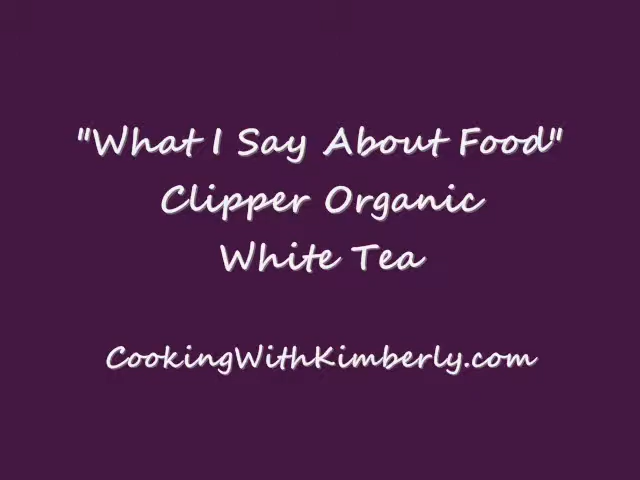 "What I Say About Food"
Clipper Organic
White Tea
CookingWithKimberly.com